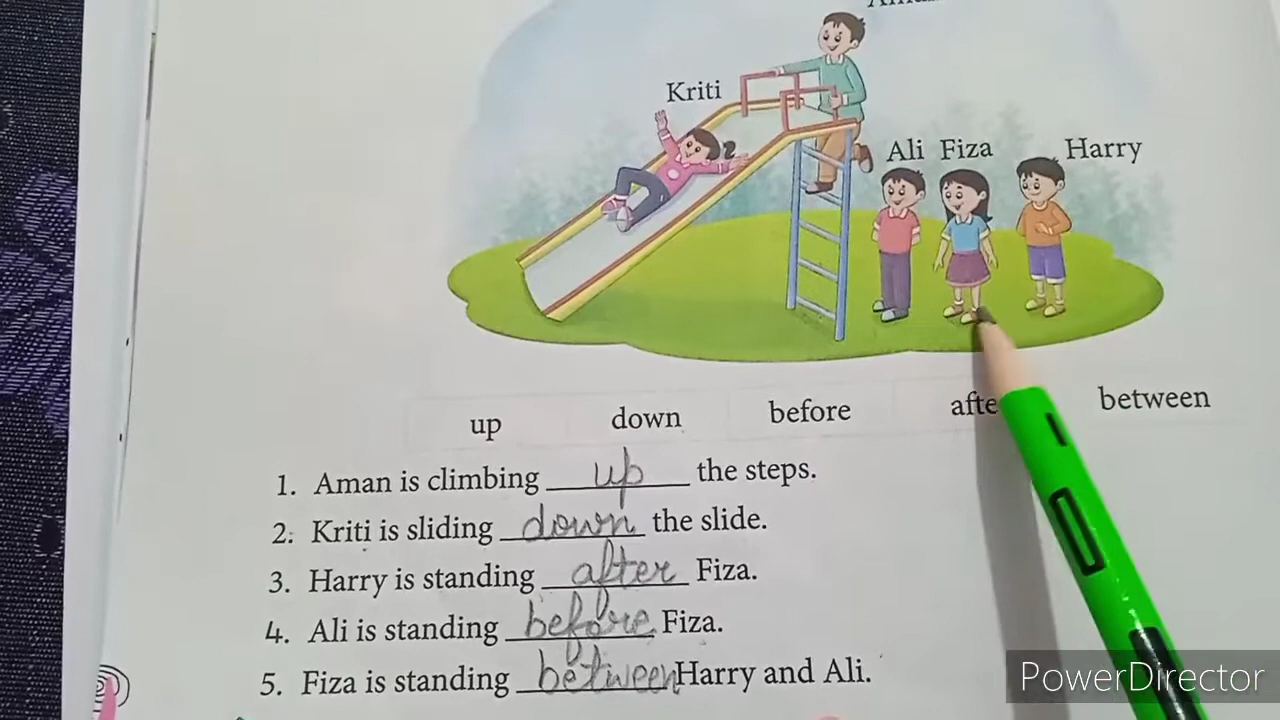 Kriti
Ali Fiza Harry
up down before afte between
1. Aman is climbing up the steps.
2. Kriti is sliding down the slide.
3. Harry is standing after Fiza.
4. Ali is standing before Fiza.
5. Fiza is standing between Harry and Ali.
PowerDirector